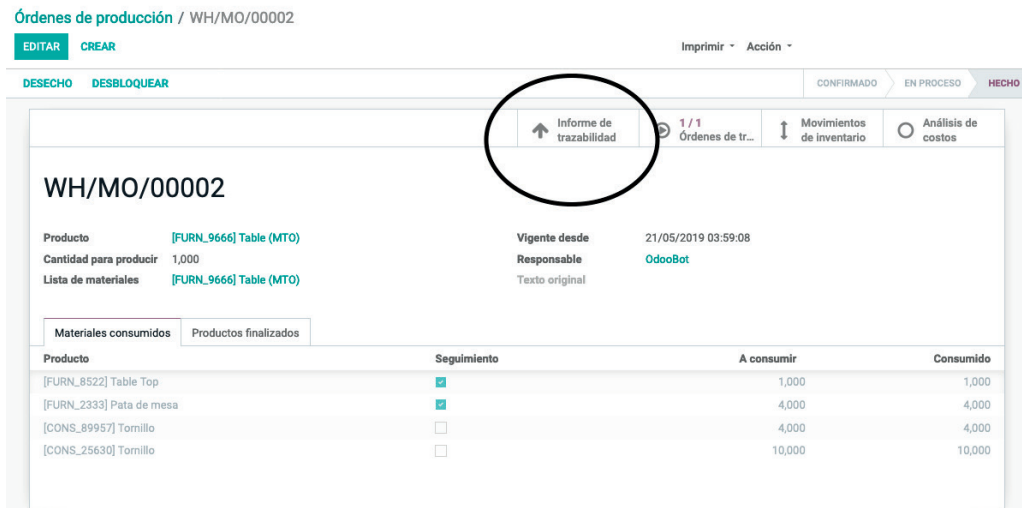 Órdenes de producción / WH/MO/00002
EDITAR CREAR Imprimir Acción
DESECHO DESBLOQUEAR CONFIRMADO EN PROCESO HECHO
Informe de trazabilidad
1 / 1 Órdenes de tr...
Movimientos de inventario
Análisis de costos
WH/MO/00002
Producto [FURN_9666] Table (MTO) Vigente desde 21/05/2019 03:59:08
Cantidad para producir 1,000 Responsable OdooBot
Lista de materiales [FURN_9666] Table (MTO) Texto original
Materiales consumidos Productos finalizados
Producto Seguimiento A consumir Consumido
[FURN_8522] Table Top 1,000 1,000
[FURN_2333] Pata de mesa 4,000 4,000
[CONS_89957] Tornillo 4,000 4,000
[CONS_25630] Tornillo 10,000 10,000